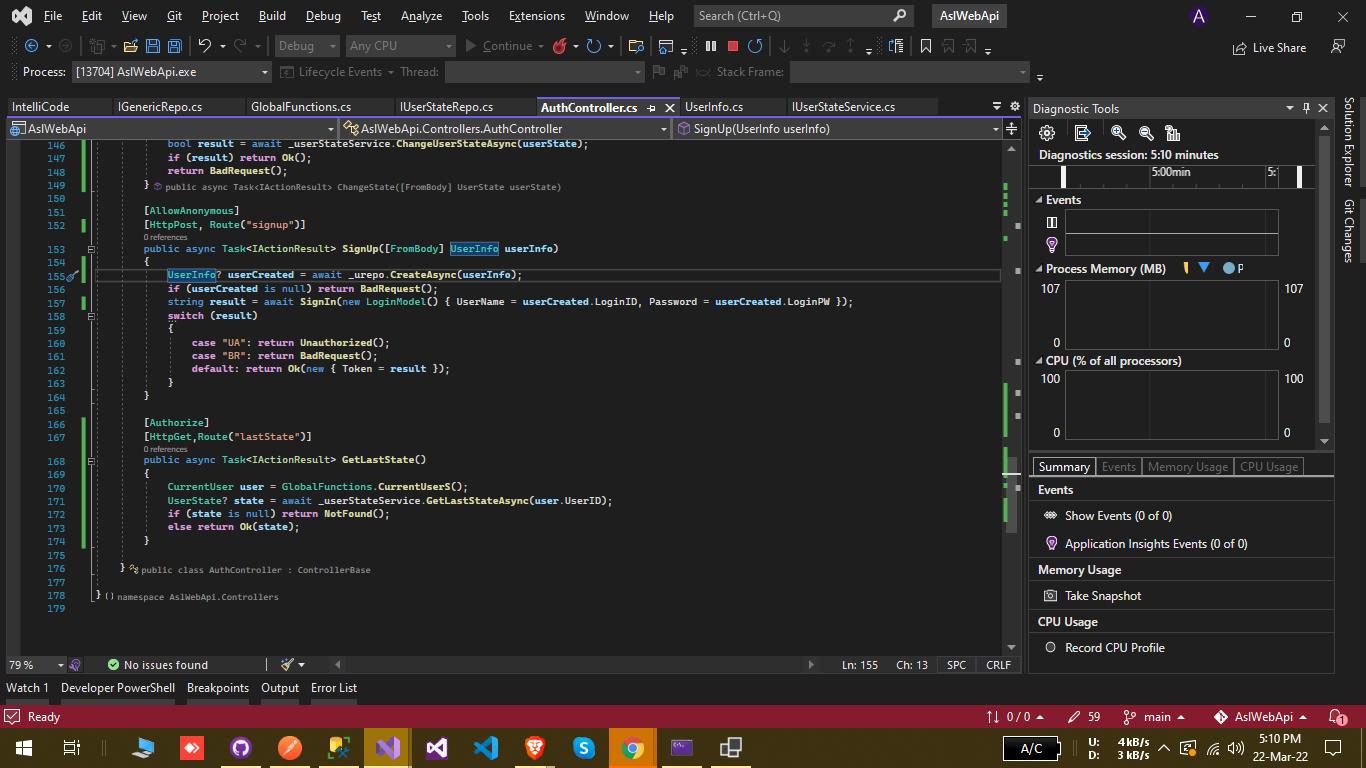 File Edit View Git Project Build Debug Test Analyze Tools Extensions Window Help Search (Ctrl+Q) AslWebApi A
Debug Any CPU Continue Live Share
Process: [13704] AslWebApi.exe Lifecycle Events Thread: Stack Frame:
IntelliCode IGenericRepo.cs GlobalFunctions.cs IUserStateRepo.cs AuthController.cs UserInfo.cs IUserStateService.cs
AslWebApi AslWebApi.Controllers.AuthController SignUp(UserInfo userInfo)
146 bool result = await _userStateService.ChangeUserStateAsync(userState);
147 if (result) return Ok();
148 return BadRequest();
149 } public async Task<IActionResult> ChangeState([FromBody] UserState userState)
150
151 [AllowAnonymous]
152 [HttpPost, Route("signup")]
0 references
153 public async Task<IActionResult> SignUp([FromBody] UserInfo userInfo)
154 {
155 UserInfo? userCreated = await _urepo.CreateAsync(userInfo);
156 if (userCreated is null) return BadRequest();
157 string result = await SignIn(new LoginModel() { UserName = userCreated.LoginID, Password = userCreated.LoginPW });
158 switch (result)
159 {
160 case "UA": return Unauthorized();
161 case "BR": return BadRequest();
162 default: return Ok(new { Token = result });
163 }
164 }
165
166 [Authorize]
167 [HttpGet,Route("lastState")]
0 references
168 public async Task<IActionResult> GetLastState()
169 {
170 CurrentUser user = GlobalFunctions.CurrentUserS();
171 UserState? state = await _userStateService.GetLastStateAsync(user.UserID);
172 if (state is null) return NotFound();
173 else return Ok(state);
174 }
175
176 } public class AuthController : ControllerBase
177
178 } () namespace AslWebApi.Controllers
179
79 % No issues found Ln: 155 Ch: 13 SPC CRLF
Diagnostic Tools
Diagnostics session: 5:10 minutes
5:00min 5:
Events
Process Memory (MB) P
107 107
0 0
CPU (% of all processors)
100 100
0 0
Summary Events Memory Usage CPU Usage
Events
Show Events (0 of 0)
Application Insights Events (0 of 0)
Memory Usage
Take Snapshot
CPU Usage
Record CPU Profile
Solution Explorer
Git Changes
Watch 1 Developer PowerShell Breakpoints Output Error List
Ready 0 / 0 59 main AslWebApi 1
A/C U: 4kB/s 5:10 PM
D: 3 kB/s 22-Mar-22